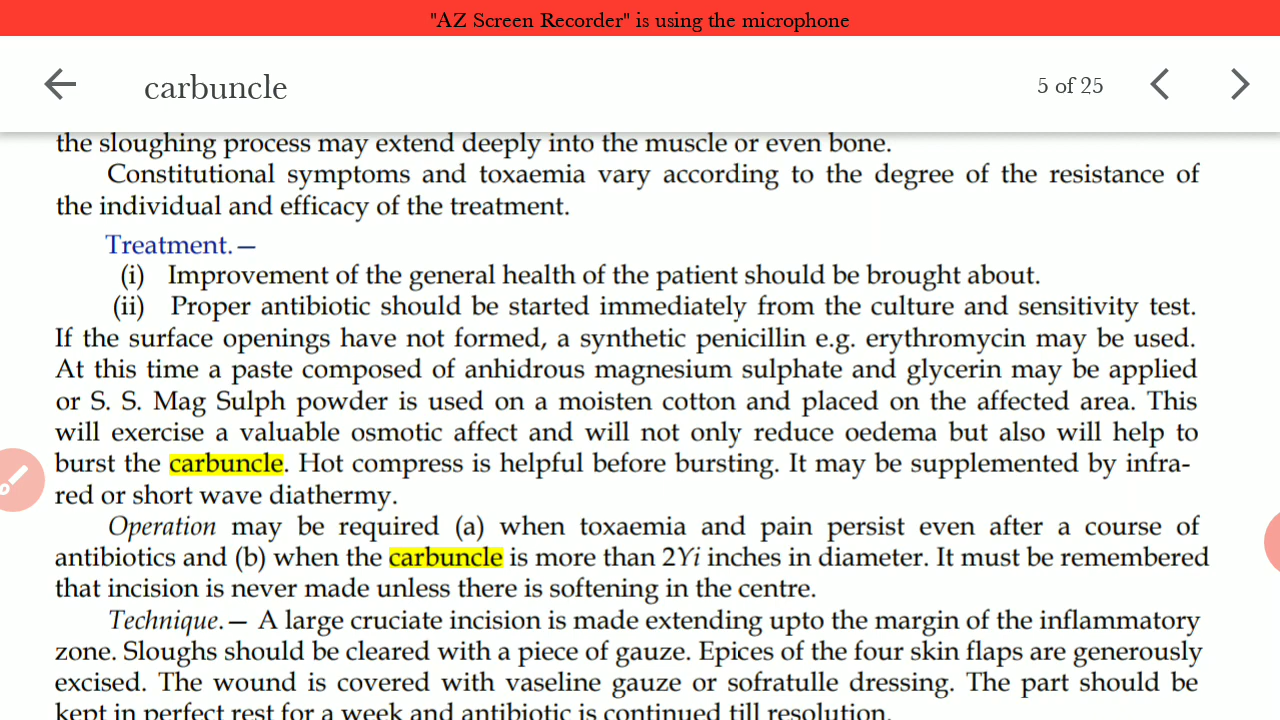 "AZ Screen Recorder" is using the microphone
carbuncle
5 of 25
the sloughing process may extend deeply into the muscle or even bone.
Constitutional symptoms and toxaemia vary according to the degree of the resistance of
the individual and efficacy of the treatment.
Treatment.—
(i) Improvement of the general health of the patient should be brought about.
(ii) Proper antibiotic should be started immediately from the culture and sensitivity test.
If the surface openings have not formed, a synthetic penicillin e.g. erythromycin may be used.
At this time a paste composed of anhidrous magnesium sulphate and glycerin may be applied
or S. S. Mag Sulph powder is used on a moisten cotton and placed on the affected area. This
will exercise a valuable osmotic affect and will not only reduce oedema but also will help to
burst the carbuncle. Hot compress is helpful before bursting. It may be supplemented by infra-
red or short wave diathermy.
Operation may be required (a) when toxaemia and pain persist even after a course of
antibiotics and (b) when the carbuncle is more than 2Yi inches in diameter. It must be remembered
that incision is never made unless there is softening in the centre.
Technique.— A large cruciate incision is made extending upto the margin of the inflammatory
zone. Sloughs should be cleared with a piece of gauze. Epices of the four skin flaps are generously
excised. The wound is covered with vaseline gauze or sofratulle dressing. The part should be
kept in perfect rest for a week and antibiotic is continued till resolution.